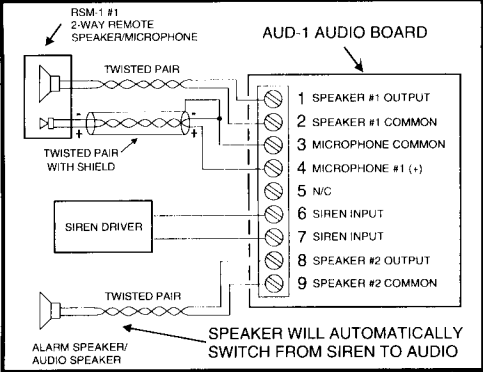 RSM-1 #1
2-WAY REMOTE
SPEAKER/MICROPHONE
AUD-1 AUDIO BOARD
TWISTED PAIR
1 SPEAKER #1 OUTPUT
2 SPEAKER #1 COMMON
- -
3 MICROPHONE COMMON
+ +
TWISTED PAIR
WITH SHIELD
4 MICROPHONE #1 (+)
5 N/C
6 SIREN INPUT
SIREN DRIVER
7 SIREN INPUT
8 SPEAKER #2 OUTPUT
9 SPEAKER #2 COMMON
TWISTED PAIR
ALARM SPEAKER/
AUDIO SPEAKER
SPEAKER WILL AUTOMATICALLY
SWITCH FROM SIREN TO AUDIO